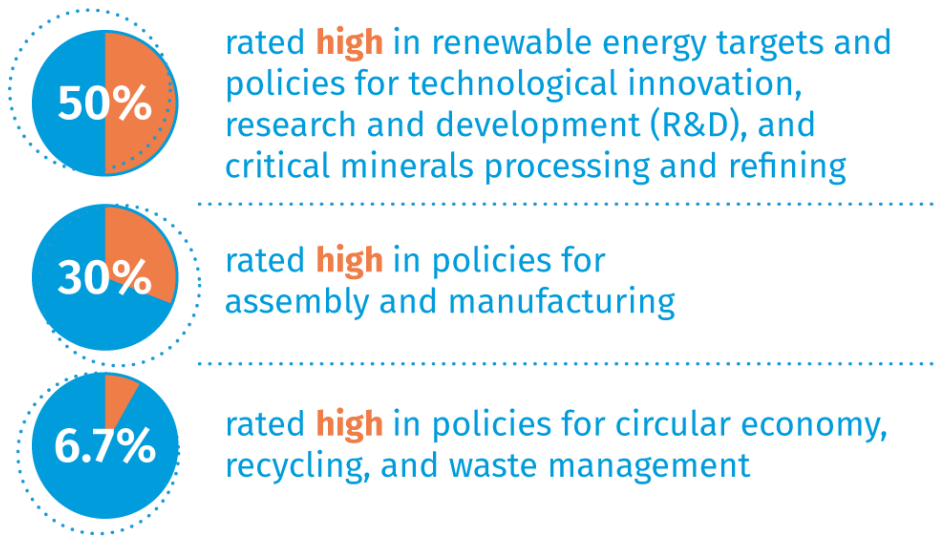 50%
rated high in renewable energy targets and
policies for technological innovation,
research and development (R&D), and
critical minerals processing and refining
30%
rated high in policies for
assembly and manufacturing
6.7%
rated high in policies for circular economy,
recycling, and waste management